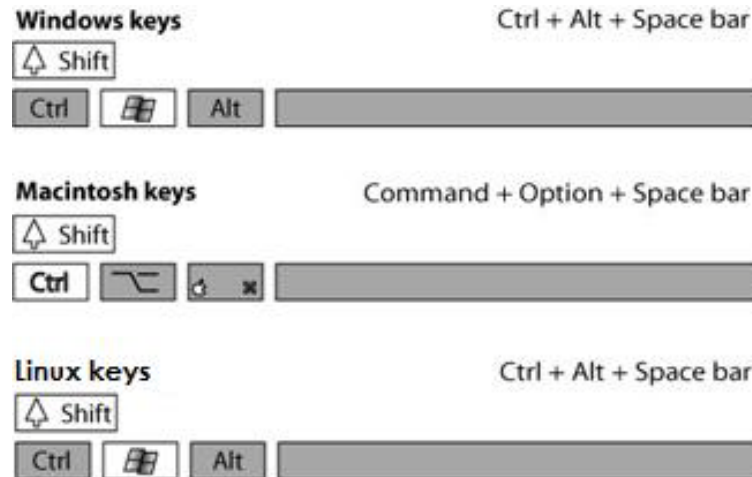 Windows keys Ctrl + Alt + Space bar
Shift
Ctrl Alt
Macintosh keys Command + Option + Space bar
Shift
Ctrl
Linux keys Ctrl + Alt + Space bar
Shift
Ctrl Alt